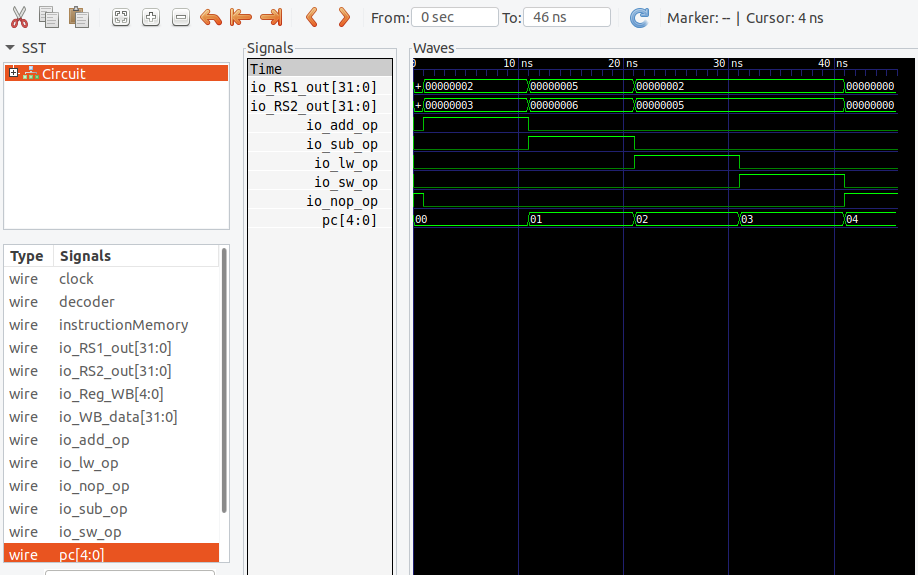 From: 0 sec To: 46 ns Marker: -- | Cursor: 4 ns
SST
Circuit
Type Signals
wire clock
wire decoder
wire instructionMemory
wire io_RS1_out[31:0]
wire io_RS2_out[31:0]
wire io_Reg_WB[4:0]
wire io_WB_data[31:0]
wire io_add_op
wire io_lw_op
wire io_nop_op
wire io_sub_op
wire io_sw_op
wire pc[4:0]
Signals
Time
io_RS1_out[31:0]
io_RS2_out[31:0]
io_add_op
io_sub_op
io_lw_op
io_sw_op
io_nop_op
pc[4:0]
Waves
0 10 ns 20 ns 30 ns 40 ns
+ 00000002 00000005 00000002 00000000
+ 00000003 00000006 00000005 00000000
00 01 02 03 04